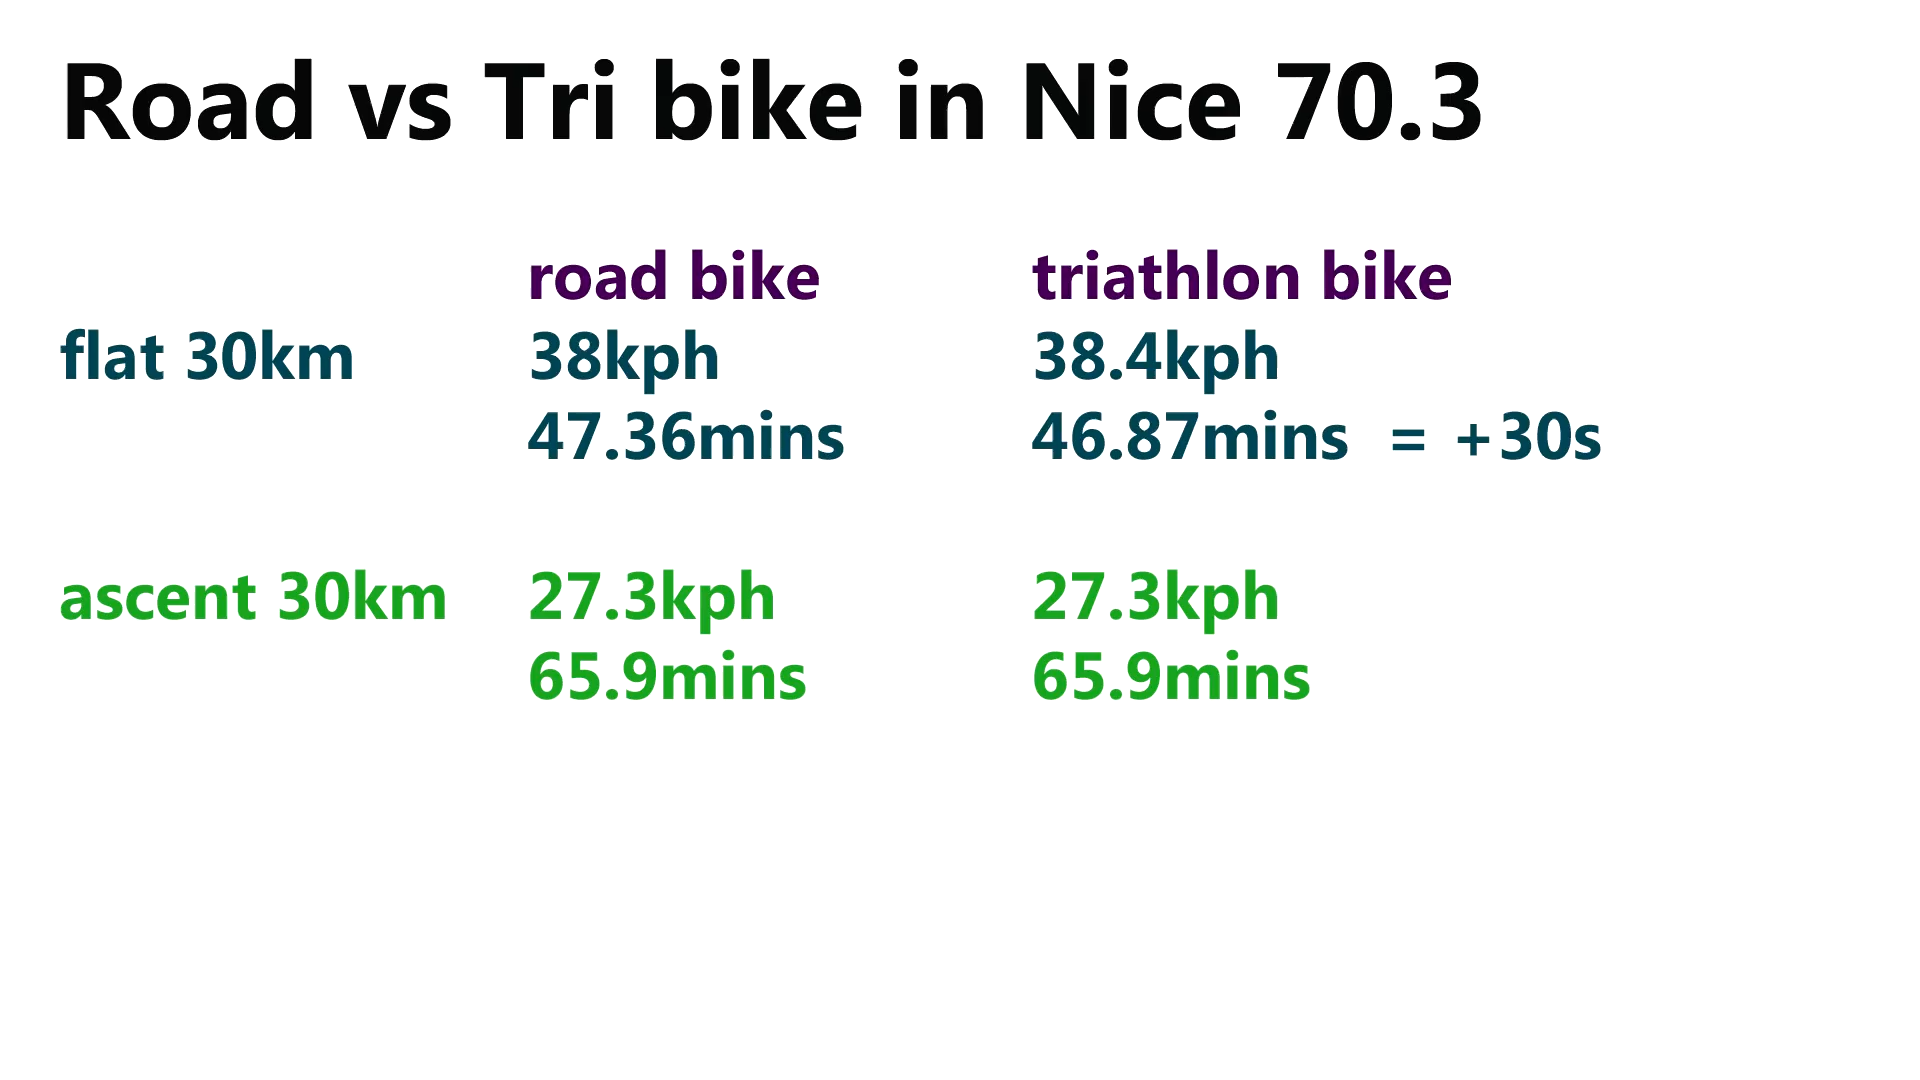 Road vs Tri bike in Nice 70.3
road bike triathlon bike
flat 30km 38kph 38.4kph
47.36mins 46.87mins = +30s
ascent 30km 27.3kph 27.3kph
65.9mins 65.9mins